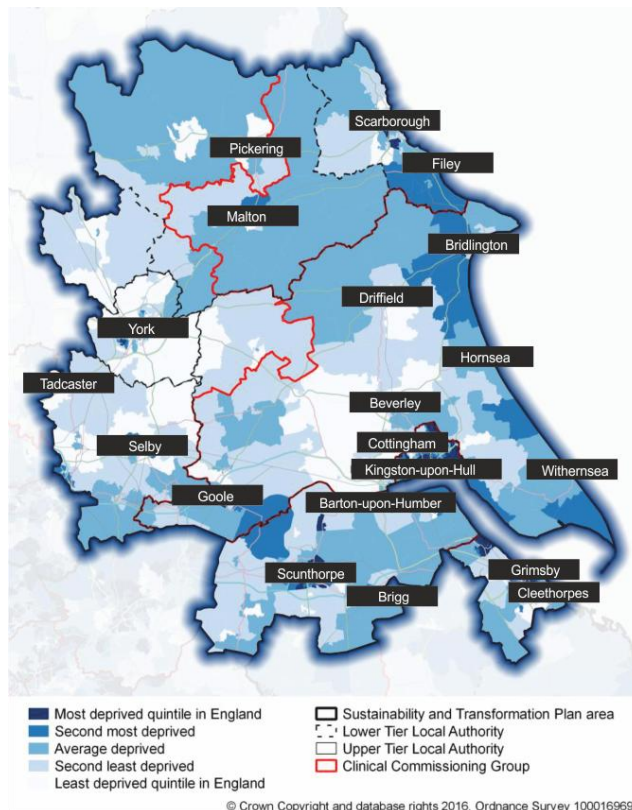 Scarborough
Pickering
Filey
Malton
Bridlington
Driffield
York
Hornsea
Tadcaster
Beverley
Selby
Cottingham
Kingston-upon-Hull
Withernsea
Goole
Barton-upon-Humber
Scunthorpe
Grimsby
Brigg
Cleethorpes
Most deprived quintile in England
Second most deprived
Average deprived
Second least deprived
Least deprived quintile in England
Sustainability and Transformation Plan area
Lower Tier Local Authority
Upper Tier Local Authority
Clinical Commissioning Group
© Crown Copyright and database rights 2016, Ordnance Survey 100016969